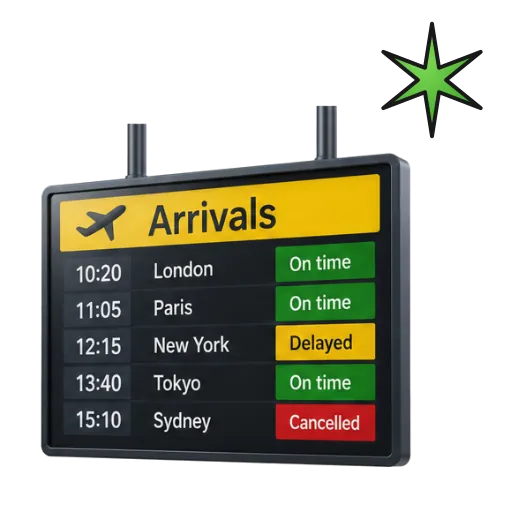 Arrivals
10:20 London On time
11:05 Paris On time
12:15 New York Delayed
13:40 Tokyo On time
15:10 Sydney Cancelled